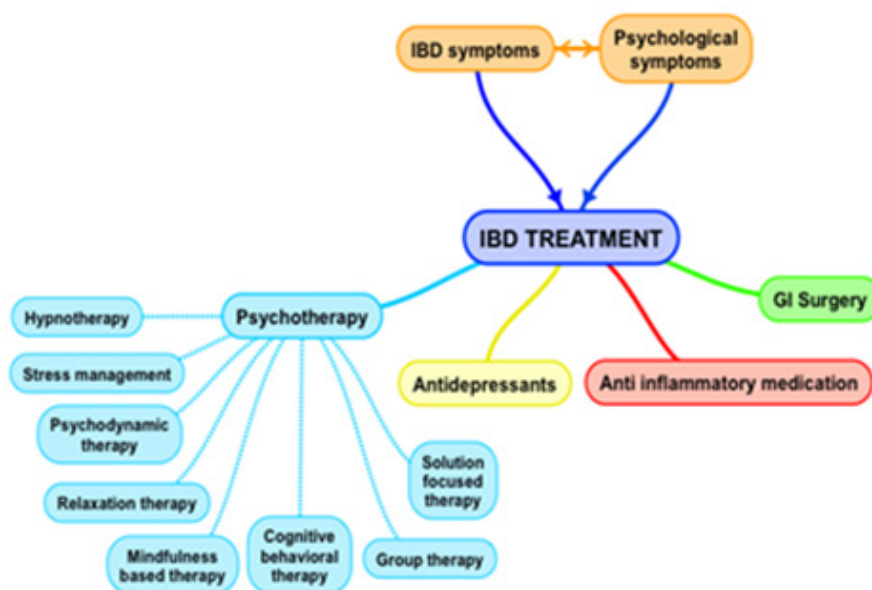 IBD symptoms
Psychological
symptoms
IBD TREATMENT
GI Surgery
Psychotherapy
Hypnotherapy
Antidepressants
Anti inflammatory medication
Stress management
Psychodynamic
therapy
Solution
focused
therapy
Relaxation therapy
Mindfulness
based therapy
Cognitive
behavioral
therapy
Group therapy